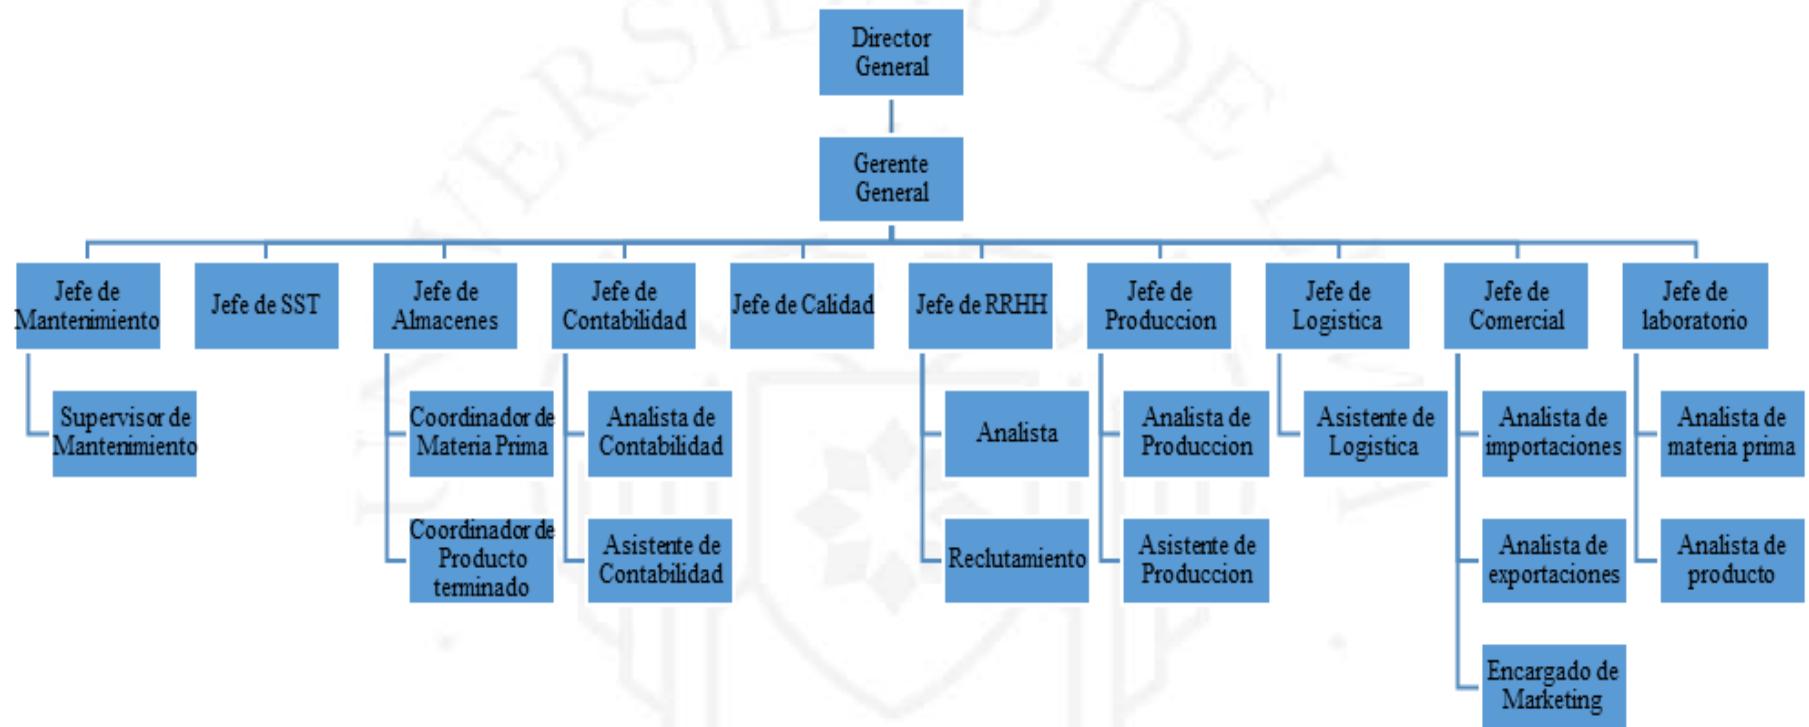 UNIVERSIDAD DE LIMA
Director
General
Gerente
General
Jefe de
Mantenimiento
Jefe de SST
Jefe de
Almacenes
Jefe de
Contabilidad
Jefe de Calidad
Jefe de RRHH
Jefe de
Produccion
Jefe de
Logistica
Jefe de
Comercial
Jefe de
laboratorio
Supervisor de
Mantenimiento
Coordinador de
Materia Prima
Coordinador de
Producto
terminado
Analista de
Contabilidad
Asistente de
Contabilidad
Analista
Reclutamiento
Analista de
Produccion
Asistente de
Produccion
Asistente de
Logistica
Analista de
importaciones
Analista de
exportaciones
Encargado de
Marketing
Analista de
materia prima
Analista de
producto